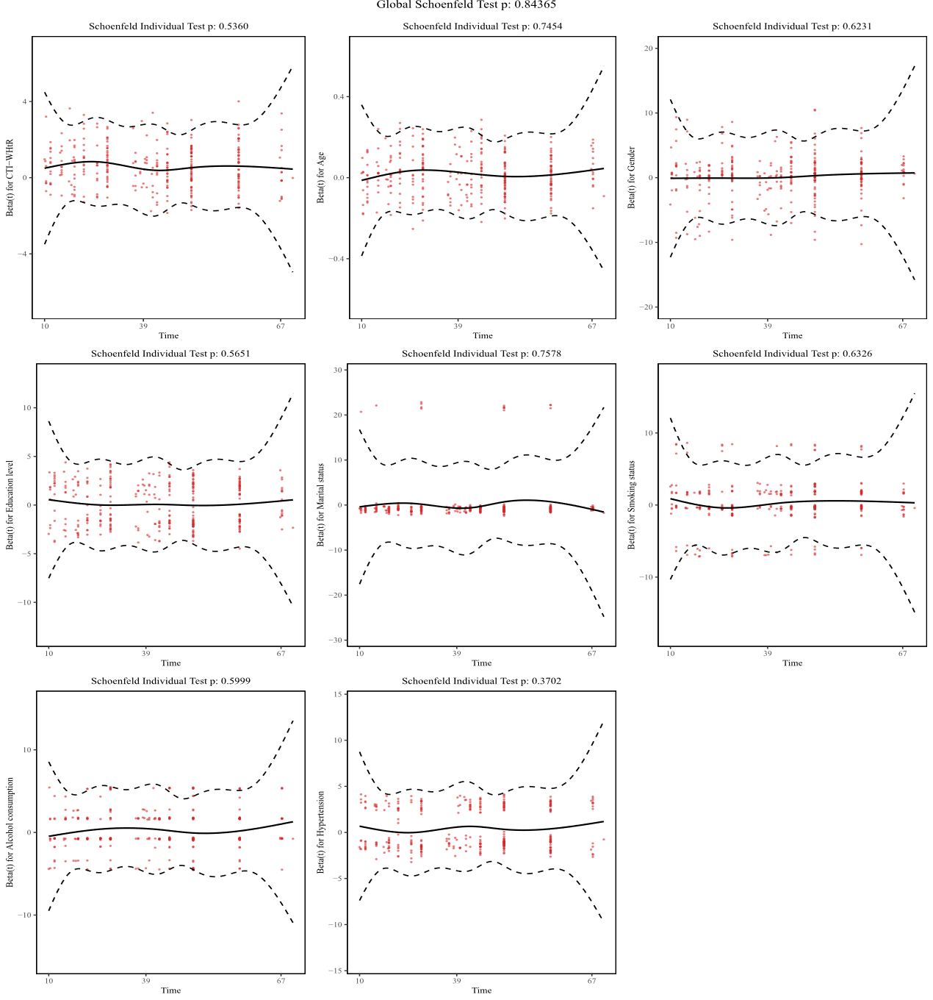 Global Schoenfeld Test p: 0.84365
Schoenfeld Individual Test p: 0.5360
Beta(t) for CTI−WHtR
4
0
−4
10 39 67
Time
Schoenfeld Individual Test p: 0.7454
Beta(t) for Age
0.4
0.0
−0.4
10 39 67
Time
Schoenfeld Individual Test p: 0.6231
Beta(t) for Gender
20
10
0
−10
−20
10 39 67
Time
Schoenfeld Individual Test p: 0.5651
Beta(t) for Education level
10
5
0
−5
−10
10 39 67
Time
Schoenfeld Individual Test p: 0.7578
Beta(t) for Marital status
30
20
10
0
−10
−20
−30
10 39 67
Time
Schoenfeld Individual Test p: 0.6326
Beta(t) for Smoking status
10
0
−10
10 39 67
Time
Schoenfeld Individual Test p: 0.5999
Beta(t) for Alcohol consumption
10
0
−10
10 39 67
Time
Schoenfeld Individual Test p: 0.3702
Beta(t) for Hypertension
15
10
5
0
−5
−10
−15
10 39 67
Time